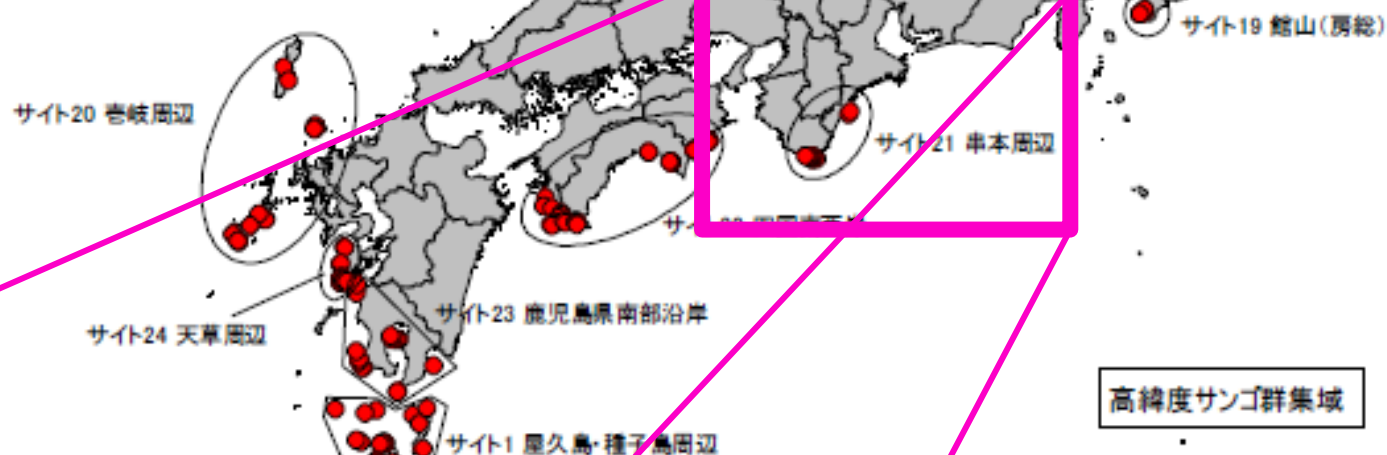 サイト19 館山(房総)
サイト20 壱岐周辺
サイト21 串本周辺
サイト23 鹿児島県南部沿岸
サイト24 天草周辺
高緯度サンゴ群集域
サイト1 屋久島・種子島周辺